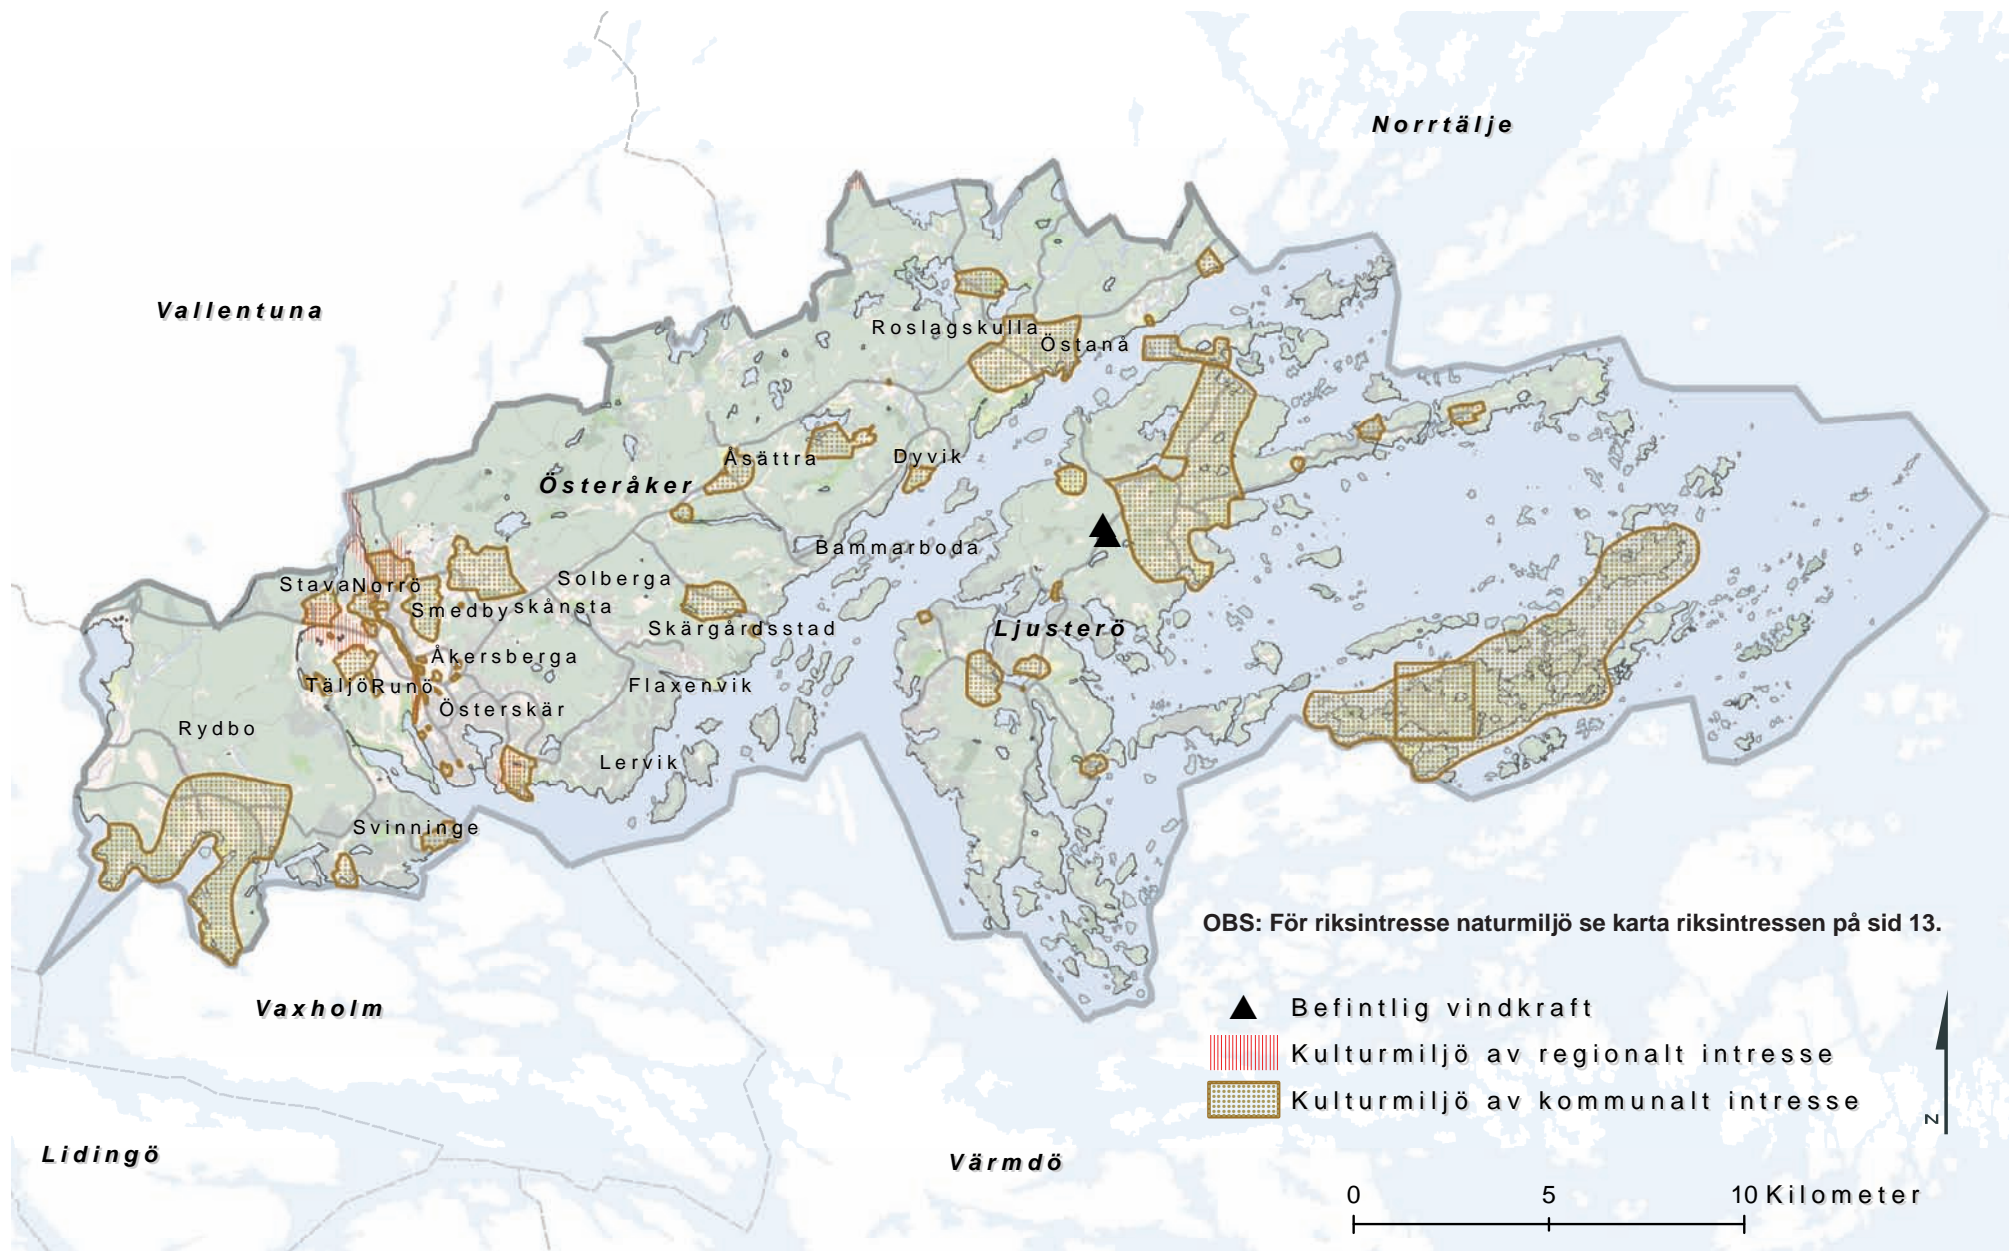 Norrtälje
Vallentuna
Roslagskulla
Östanå
Åsättra
Dyvik
Österåker
Bammarboda
Solberga
Stava
Norrö
Smedby
skånsta
Skärgårdsstad
Ljusterö
Åkersberga
Täljö
Runö
Flaxenvik
Österskär
Rydbo
Lervik
Svinninge
OBS: För riksintresse naturmiljö se karta riksintressen på sid 13.
Vaxholm
Befintlig vindkraft
Kulturmiljö av regionalt intresse
Kulturmiljö av kommunalt intresse
N
Lidingö
Värmdö
0 5 10 Kilometer